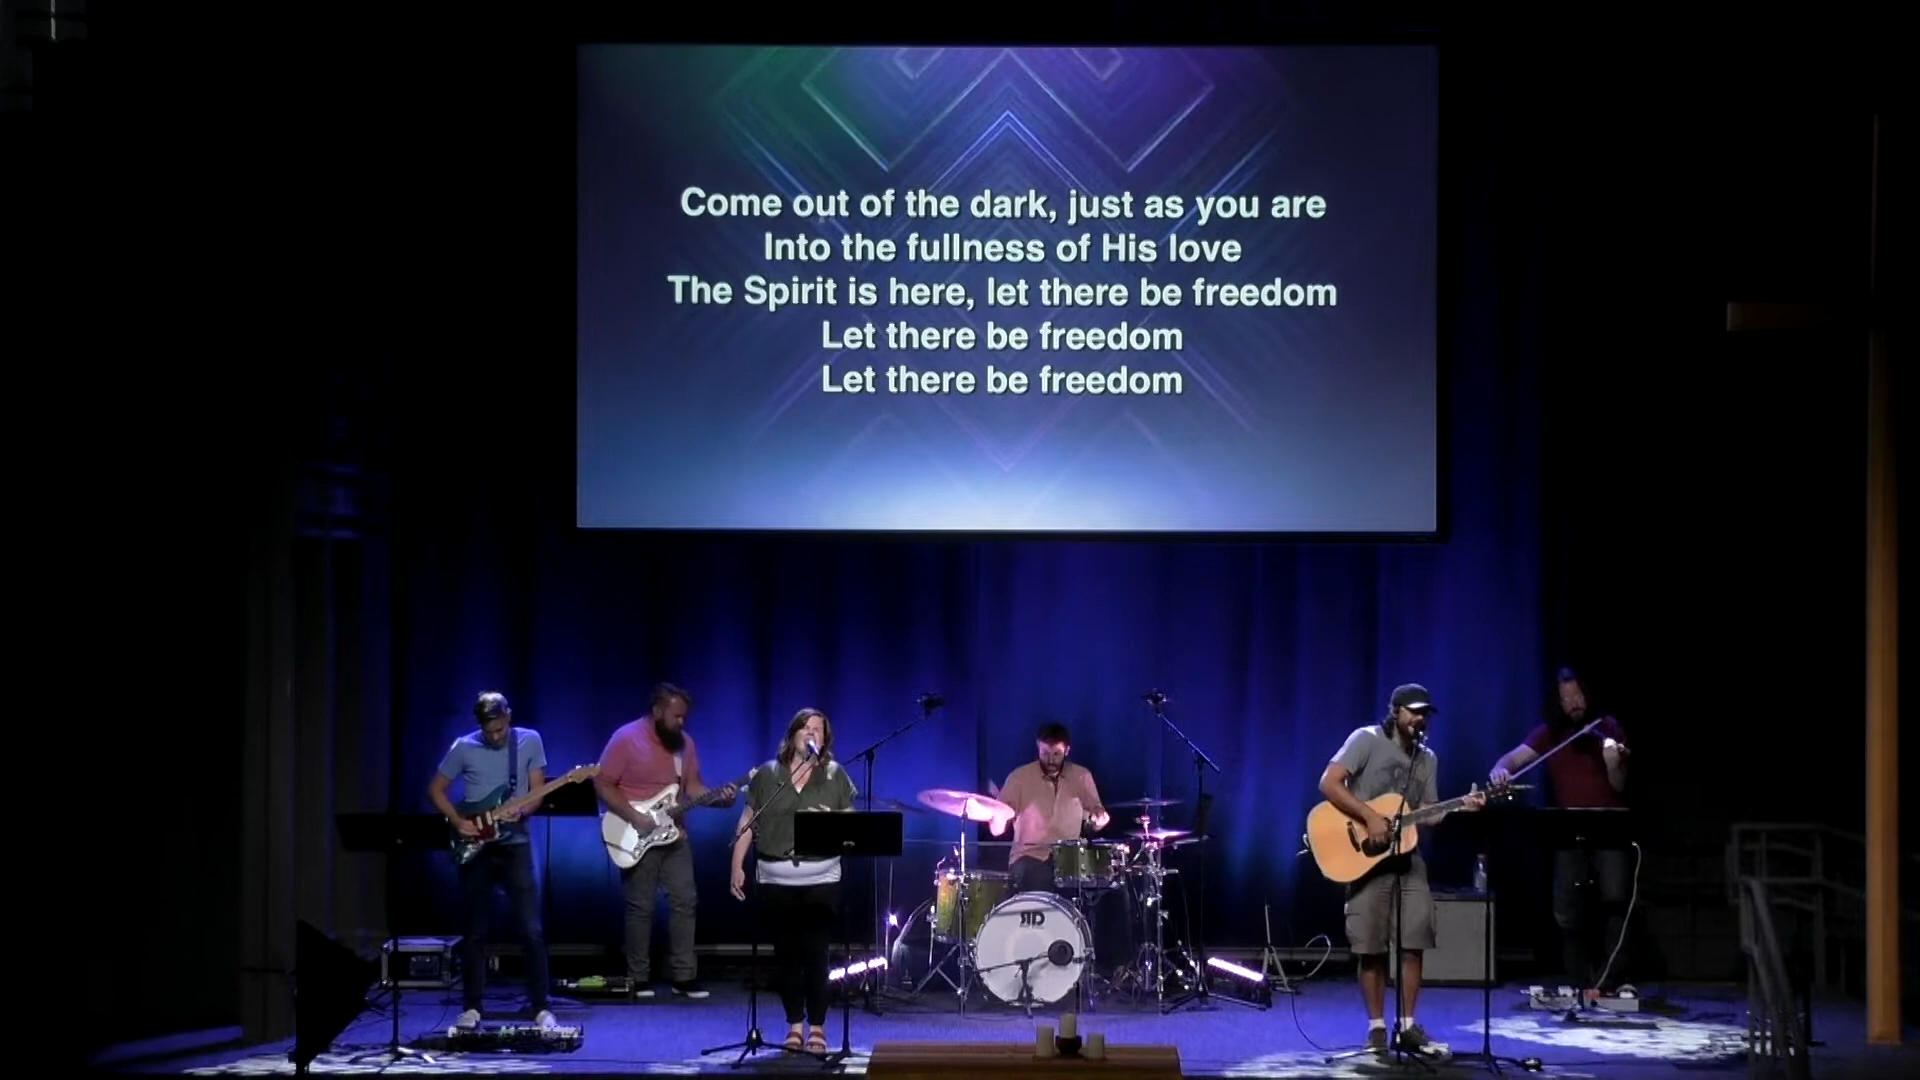 Come out of the dark, just as you are
Into the fullness of His love
The Spirit is here, let there be freedom
Let there be freedom
Let there be freedom